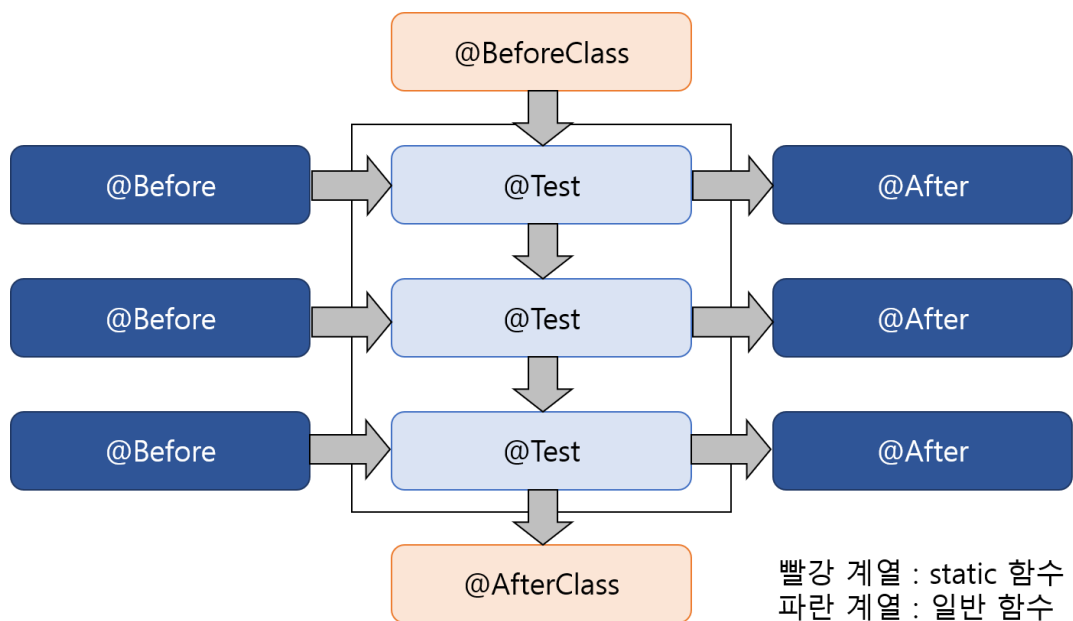 @BeforeClass
@Before
@Test
@After
@Before
@Test
@After
@Before
@Test
@After
@AfterClass
빨강 계열 : static 함수
파란 계열 : 일반 함수